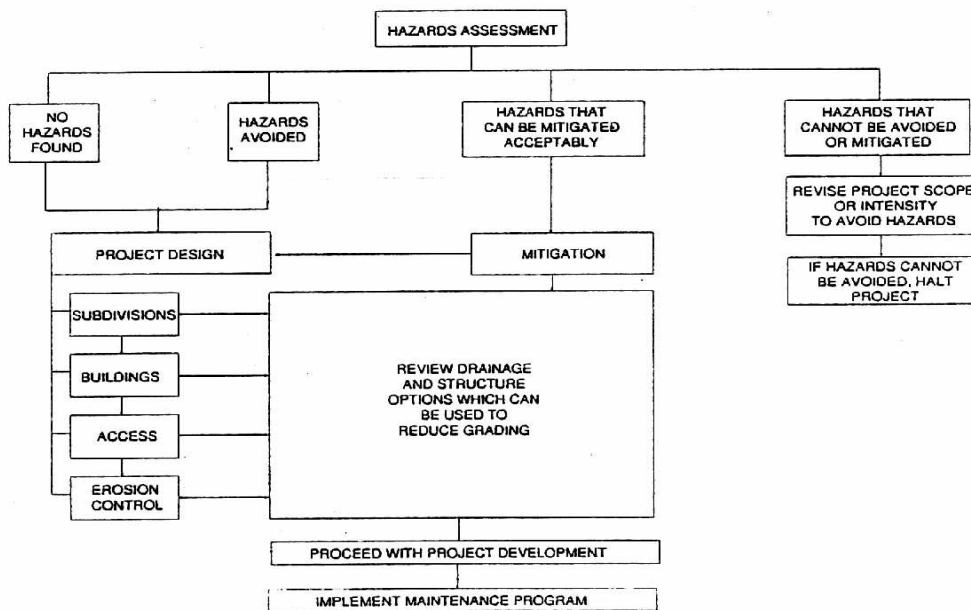 HAZARDS ASSESSMENT
NO
HAZARDS
FOUND
HAZARDS
AVOIDED
HAZARDS THAT
CAN BE MITIGATED
ACCEPTABLY
HAZARDS THAT
CANNOT BE AVOIDED
OR MITIGATED
REVISE PROJECT SCOPE
OR INTENSITY
TO AVOID HAZARDS
IF HAZARDS CANNOT
BE AVOIDED, HALT
PROJECT
PROJECT DESIGN
MITIGATION
SUBDIVISIONS
BUILDINGS
ACCESS
EROSION
CONTROL
REVIEW DRAINAGE
AND STRUCTURE
OPTIONS WHICH CAN
BE USED TO
REDUCE GRADING
PROCEED WITH PROJECT DEVELOPMENT
IMPLEMENT MAINTENANCE PROGRAM